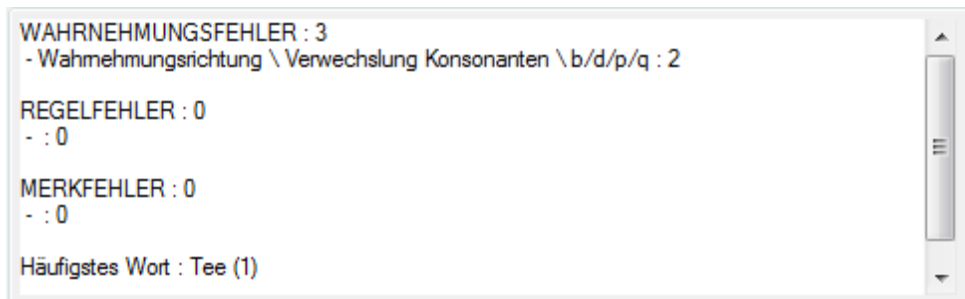 WAHRNEHMUNGSFEHLER : 3
- Wahrnehmungsrichtung \ Verwechslung Konsonanten \ b/d/p/q : 2
REGELFEHLER : 0
- : 0
MERKFEHLER : 0
- : 0
Häufigstes Wort : Tee (1)